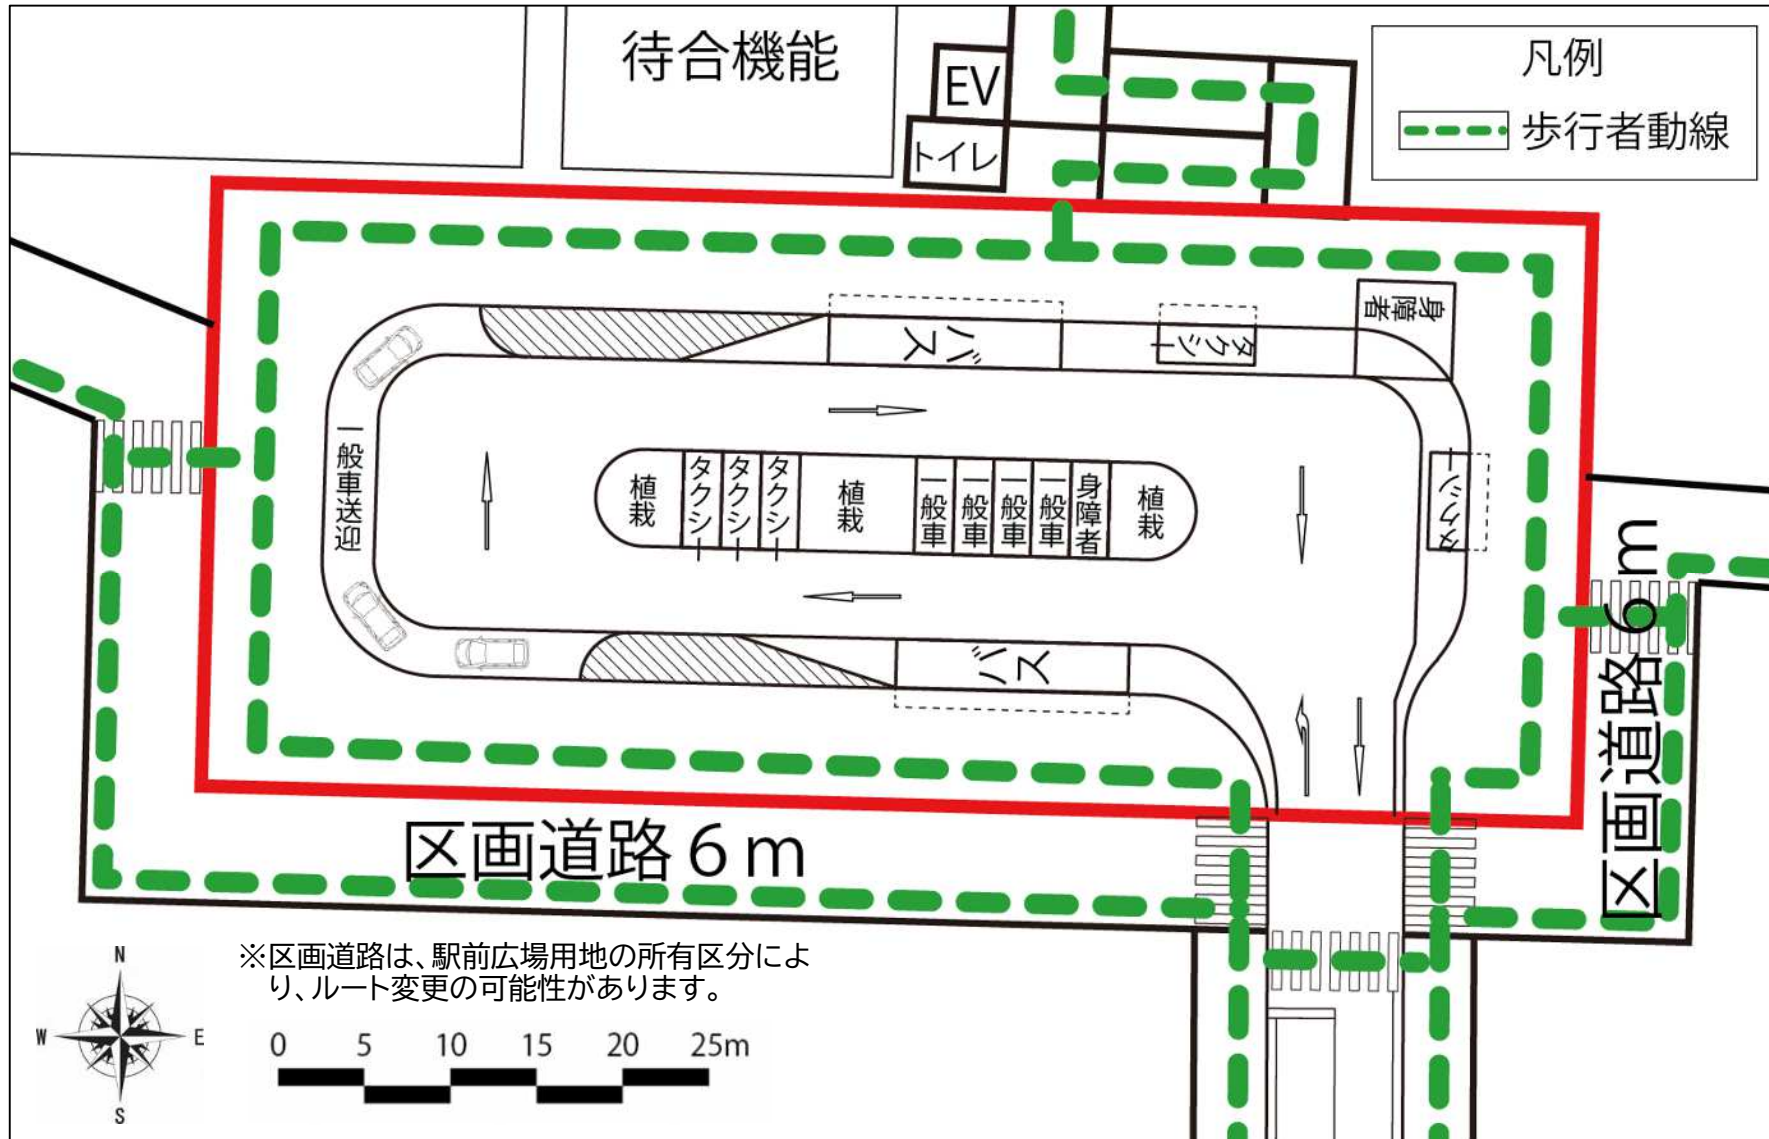 待合機能
EV
トイレ
凡例
歩行者動線
バス
タクシー
身障者
一般車送迎
植栽
タクシー
タクシー
タクシー
植栽
一般車
一般車
一般車
一般車
身障者
植栽
タクシー
バス
区画道路6m
区画道路6m
※区画道路は、駅前広場用地の所有区分によ
り、ルート変更の可能性があります。
N
W
E
S
0 5 10 15 20 25m